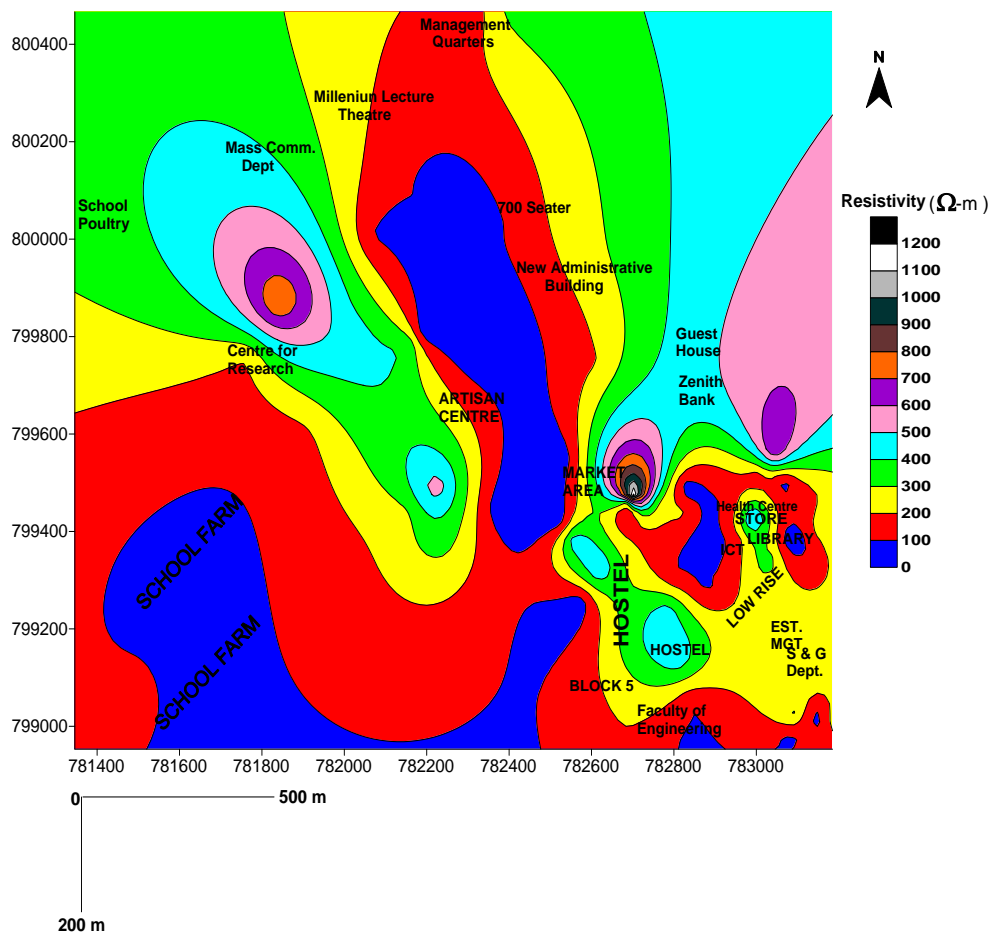 Management
Quarters
800400
N
Milleniun Lecture
Theatre
800200
Mass Comm.
Dept
School
Poultry
700 Seater
Resistivity (Ω-m )
800000
1200
New Administrative
Building
1100
1000
900
Guest
House
799800
800
Centre for
Research
700
Zenith
Bank
600
ARTISAN
CENTRE
500
799600
400
MARKET
AREA
300
Health Centre
STORE
200
LIBRARY
799400
ICT
100
SCHOOL FARM
0
HOSTEL
LOW RISE
799200
EST.
MGT.
HOSTEL
S & G
Dept.
SCHOOL FARM
BLOCK 5
Faculty of
Engineering
799000
781400 781600 781800 782000 782200 782400 782600 782800 783000
0 500 m
200 m